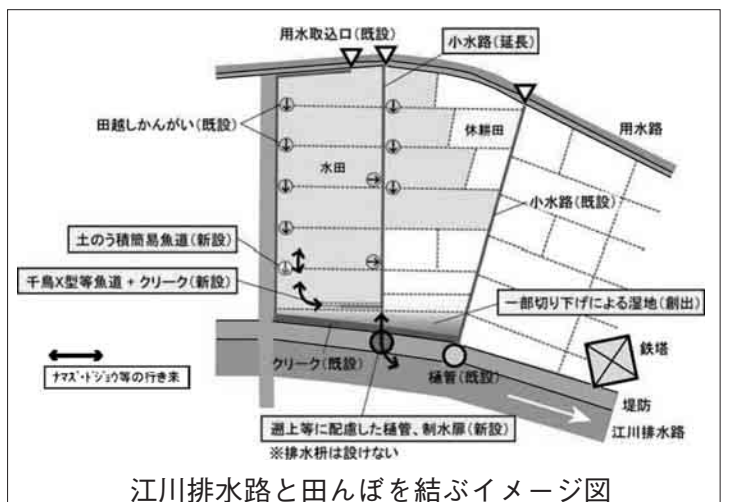 用水取込口(既設)
小水路(延長)
田越しかんがい(既設)
休耕田
用水路
水田
小水路(既設)
土のう積簡易魚道(新設)
千鳥X型等魚道 + クリーク(新設)
一部切り下げによる湿地(創出)
鉄塔
クリーク(既設)
樋管(既設)
ナマズ・ドジョウ等の行き来
堤防
遡上等に配慮した樋管、制水扉(新設)
江川排水路
※排水枡は設けない
江川排水路と田んぼを結ぶイメージ図